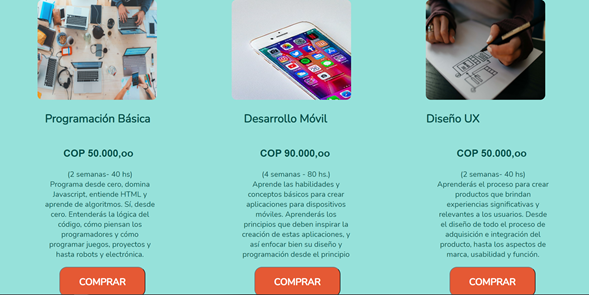 Programación Básica
COP 50.000,oo
(2 semanas- 40 hs)
Programa desde cero, domina
Javascript, entiende HTML y
aprende de algoritmos. Sí, desde
cero. Entenderás la lógica del
código, cómo piensan los
programadores y cómo
programar juegos, proyectos y
hasta robots y electrónica.
COMPRAR
Desarrollo Móvil
COP 90.000,oo
(4 semanas - 80 hs.)
Aprende las habilidades y
conceptos básicos para crear
aplicaciones para dispositivos
móviles. Aprenderás los
principios que deben inspirar la
creación de estas aplicaciones, y
así enfocar bien su diseño y
programación desde el principio
COMPRAR
Diseño UX
COP 50.000,oo
(2 semanas- 40 hs)
Aprenderás el proceso para crear
productos que brindan
experiencias significativas y
relevantes a los usuarios. Desde
el diseño de todo el proceso de
adquisición e integración del
producto, hasta los aspectos de
marca, usabilidad y función.
COMPRAR